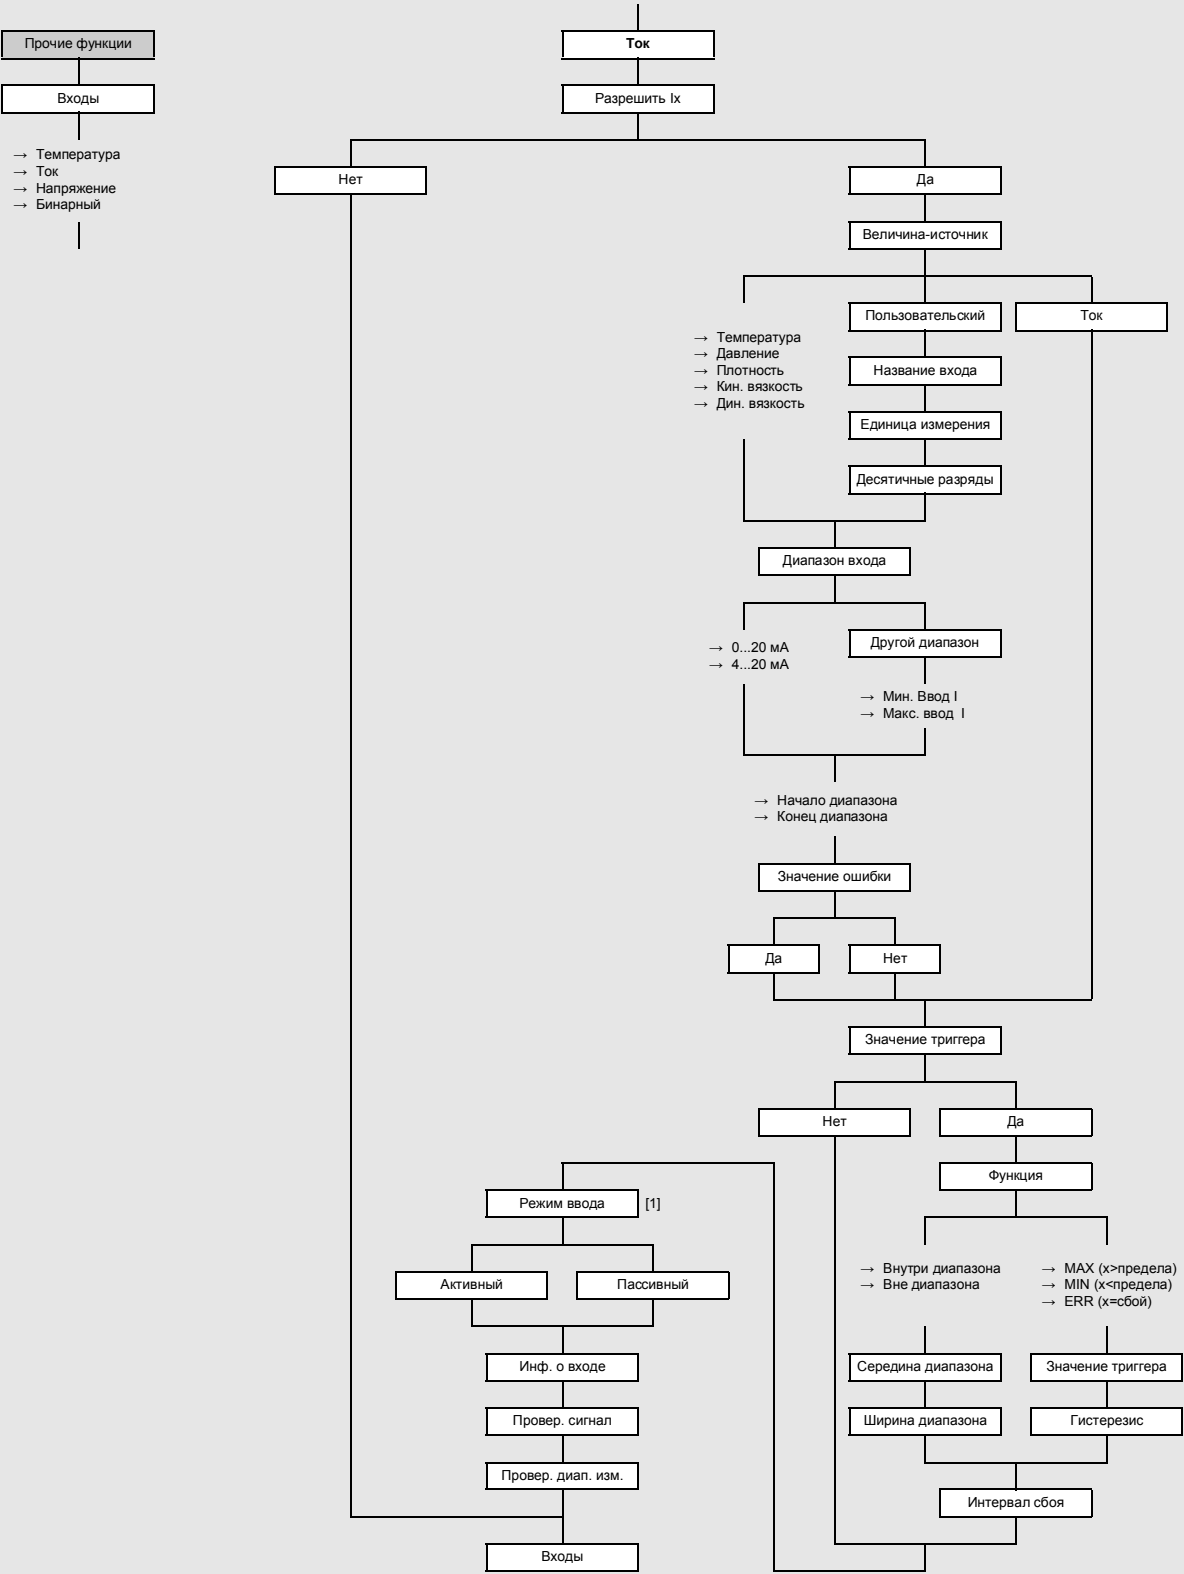 Прочие функции
Входы
→ Температура
→ Ток
→ Напряжение
→ Бинарный
Ток
Разрешить Ix
Нет
Да
Величина-источник
→ Температура
→ Давление
→ Плотность
→ Кин. вязкость
→ Дин. вязкость
Пользовательский
Ток
Название входа
Единица измерения
Десятичные разряды
Диапазон входа
→ 0...20 мА
→ 4...20 мА
Другой диапазон
→ Мин. Ввод I
→ Макс. ввод I
→ Начало диапазона
→ Конец диапазона
Значение ошибки
Да
Нет
Значение триггера
Нет
Да
Функция
→ Внутри диапазона
→ Вне диапазона
→ MAX (x>предела)
→ MIN (x<предела)
→ ERR (x=сбой)
Середина диапазона
Значение триггера
Ширина диапазона
Гистерезис
Интервал сбоя
Режим ввода [1]
Активный
Пассивный
Инф. о входе
Провер. сигнал
Провер. диап. изм.
Входы